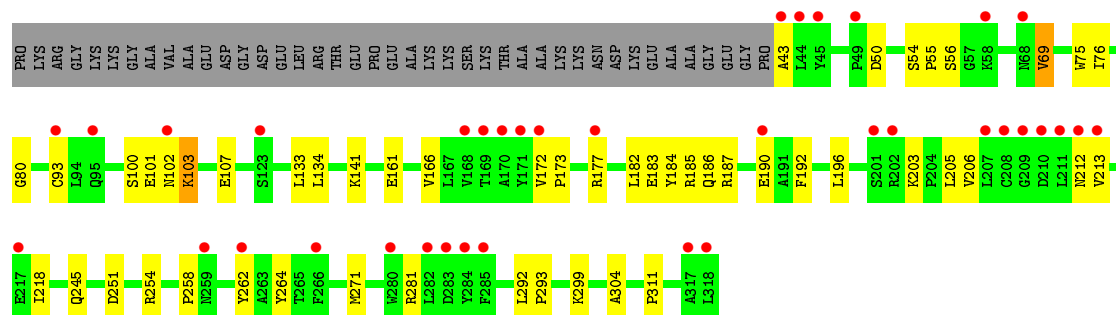 PRO LYS ARG GLY LYS LYS GLY ALA VAL ALA GLU ASP GLY ASP GLU LEU ARG THR GLU PRO GLU ALA LYS LYS SER LYS THR ALA ALA LYS LYS ASN ASP LYS GLU ALA ALA GLY GLU GLY PRO A43 L44 Y45 P49 D50 S54 P55 S56 G57 K58 N68 V69 W75 I76
G80 C93 L94 Q95 S100 E101 N102 K103 E107 S123 L133 L134 K141 E161 V166 L167 V168 T169 A170 Y171 V172 P173 R177 L182 E183 Y184 R185 Q186 R187 E190 A191 F192 L196 S201 R202 K203 P204 L205 V206 L207 C208 G209 D210 L211 N212 V213
E217 I218 Q245 D251 R254 P258 N259 Y262 A263 Y264 T265 F266 M271 W280 R281 L282 D283 Y284 F285 L292 P293 K299 A304 P311 A317 L318